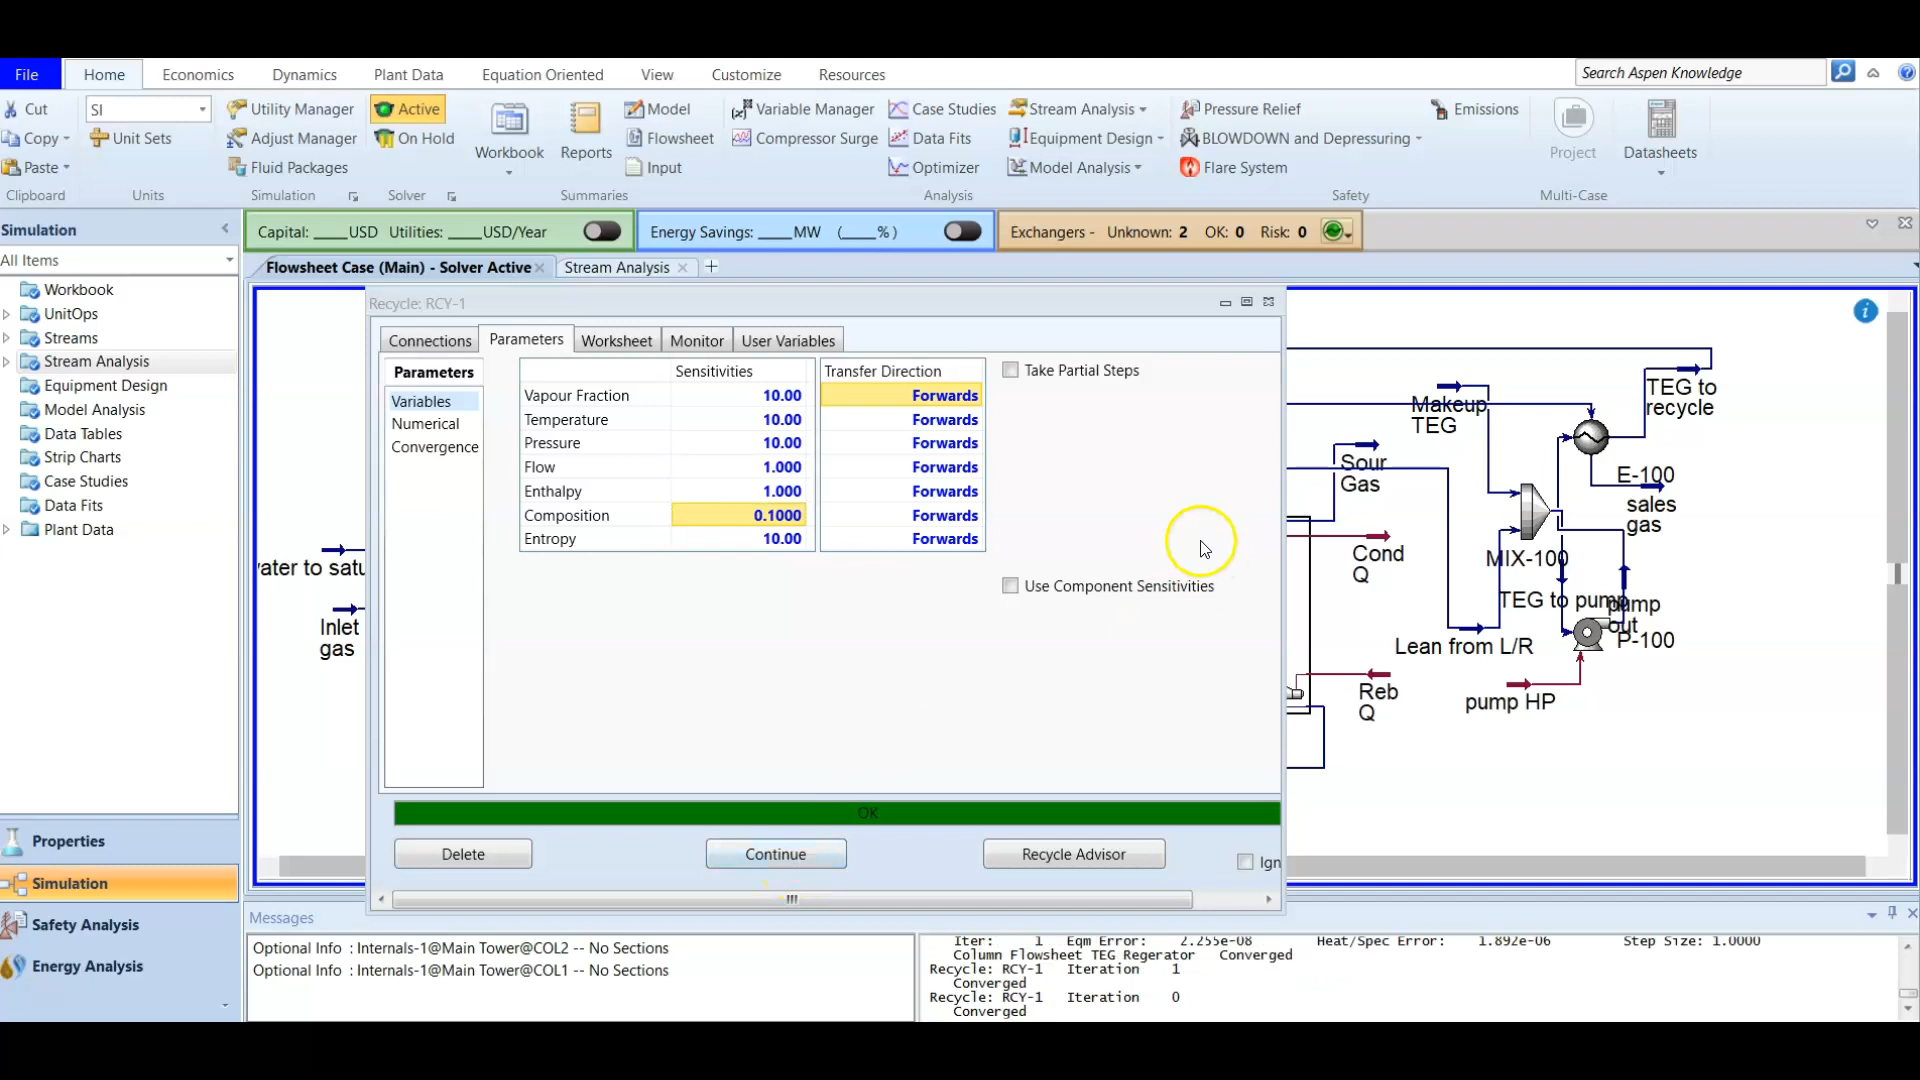 File Home Economics Dynamics Plant Data Equation Oriented View Customize Resources Search Aspen Knowledge
Cut SI Utility Manager Active Model Variable Manager Case Studies Stream Analysis Pressure Relief Emissions
Copy Unit Sets Adjust Manager On Hold Workbook Reports Flowsheet Compressor Surge Data Fits Equipment Design BLOWDOWN and Depressuring Project Datasheets
Paste Fluid Packages Input Optimizer Model Analysis Flare System
Clipboard Units Simulation Solver Summaries Analysis Safety Multi-Case
Simulation
Capital: ____USD Utilities: ____USD/Year Energy Savings: ____MW (____%) Exchangers - Unknown: 2 OK: 0 Risk: 0
All Items
Flowsheet Case (Main) - Solver Active Stream Analysis
Workbook
UnitOps
Streams
Stream Analysis
Equipment Design
Model Analysis
Data Tables
Strip Charts
Case Studies
Data Fits
Plant Data
Properties
Simulation
Safety Analysis
Energy Analysis
Recycle: RCY-1
Connections Parameters Worksheet Monitor User Variables
Parameters
Variables
Numerical
Convergence
Sensitivities Transfer Direction
Vapour Fraction 10.00 Forwards
Temperature 10.00 Forwards
Pressure 10.00 Forwards
Flow 1.000 Forwards
Enthalpy 1.000 Forwards
Composition 0.1000 Forwards
Entropy 10.00 Forwards
Take Partial Steps
Use Component Sensitivities
OK
Delete Continue Recycle Advisor Ign
ater to satu
Inlet
gas
TEG to
recycle
Makeup
TEG
Sour
Gas
E-100
sales
gas
Cond
Q
MIX-100
TEG to pump
pump
out
P-100
Lean from L/R
Reb
Q
pump HP
Messages
Optional Info : Internals-1@Main Tower@COL2 -- No Sections
Optional Info : Internals-1@Main Tower@COL1 -- No Sections
Iter: 1 Eqm Error: 2.255e-08 Heat/Spec Error: 1.892e-06 Step Size: 1.0000
Column Flowsheet TEG Regerator Converged
Recycle: RCY-1 Iteration 1
Converged
Recycle: RCY-1 Iteration 0
Converged